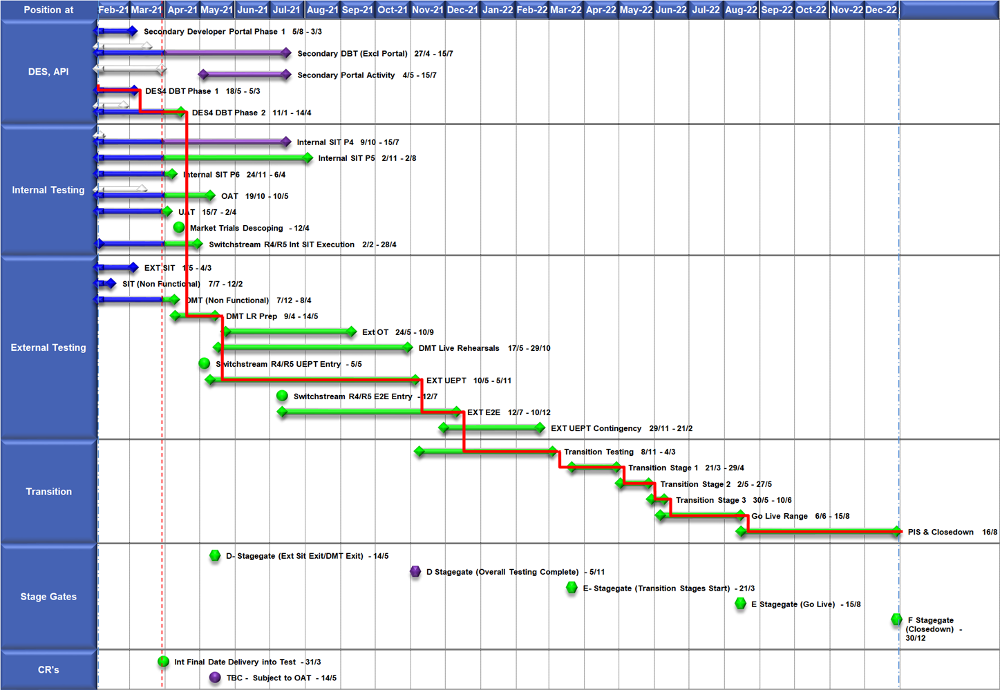 Position at Feb-21 Mar-21 Apr-21 May-21 Jun-21 Jul-21 Aug-21 Sep-21 Oct-21 Nov-21 Dec-21 Jan-22 Feb-22 Mar-22 Apr-22 May-22 Jun-22 Jul-22 Aug-22 Sep-22 Oct-22 Nov-22 Dec-22
DES, API
Secondary Developer Portal Phase 1 5/8 - 3/3
Secondary DBT (Excl Portal) 27/4 - 15/7
Secondary Portal Activity 4/5 - 15/7
DES4 DBT Phase 1 18/5 - 5/3
DES4 DBT Phase 2 11/1 - 14/4
Internal Testing
Internal SIT P4 9/10 - 15/7
Internal SIT P5 2/11 - 2/8
Internal SIT P6 24/11 - 6/4
OAT 19/10 - 10/5
UAT 15/7 - 2/4
Market Trials Descoping - 12/4
Switchstream R4/R5 Int SIT Execution 2/2 - 28/4
External Testing
EXT SIT 1/5 - 4/3
SIT (Non Functional) 7/7 - 12/2
DMT (Non Functional) 7/12 - 8/4
DMT LR Prep 9/4 - 14/5
Ext OT 24/5 - 10/9
DMT Live Rehearsals 17/5 - 29/10
Switchstream R4/R5 UEPT Entry - 5/5
EXT UEPT 10/5 - 5/11
Switchstream R4/R5 E2E Entry - 12/7
EXT E2E 12/7 - 10/12
EXT UEPT Contingency 29/11 - 21/2
Transition
Transition Testing 8/11 - 4/3
Transition Stage 1 21/3 - 29/4
Transition Stage 2 2/5 - 27/5
Transition Stage 3 30/5 - 10/6
Go Live Range 6/6 - 15/8
PIS & Closedown 16/8
Stage Gates
D- Stagegate (Ext Sit Exit/DMT Exit) - 14/5
D Stagegate (Overall Testing Complete) - 5/11
E- Stagegate (Transition Stages Start) - 21/3
E Stagegate (Go Live) - 15/8
F Stagegate
(Closedown) -
30/12
CR's
Int Final Date Delivery into Test - 31/3
TBC - Subject to OAT - 14/5